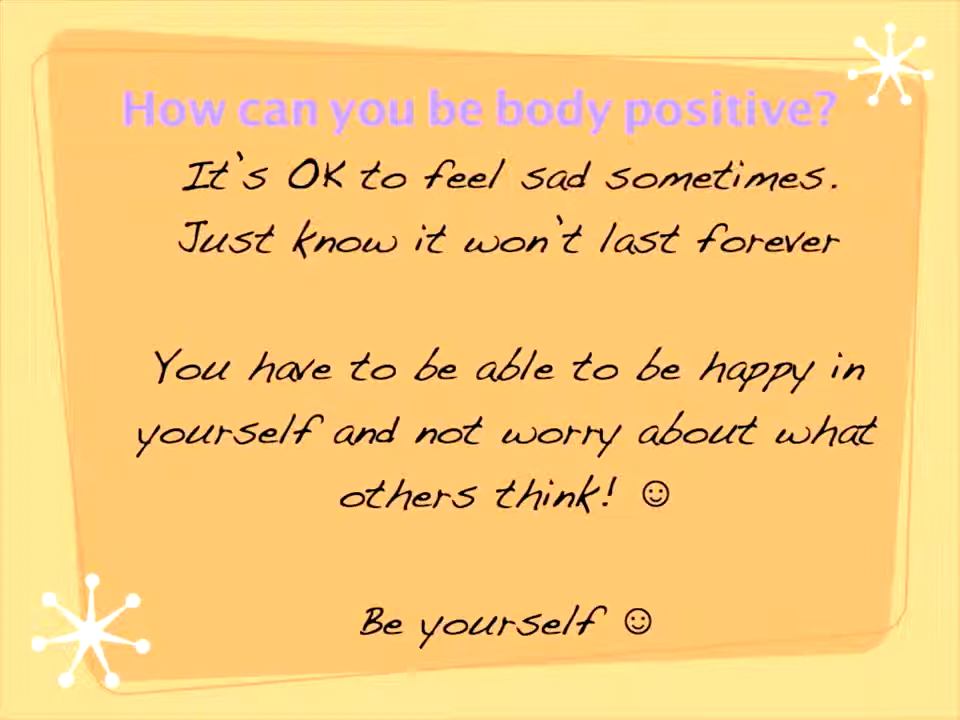 How can you be body positive?
It's OK to feel sad sometimes.
Just know it won't last forever
You have to be able to be happy in
yourself and not worry about what
others think! ☺
Be yourself ☺